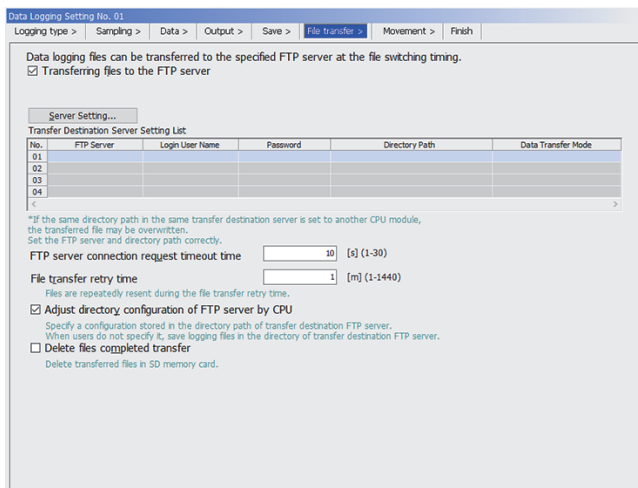 Data Logging Setting No. 01
Logging type > Sampling > Data > Output > Save > File transfer > Movement > Finish
Data logging files can be transferred to the specified FTP server at the file switching timing.
Transferring files to the FTP server
Server Setting...
Transfer Destination Server Setting List
No. FTP Server Login User Name Password Directory Path Data Transfer Mode
01
02
03
04
*If the same directory path in the same transfer destination server is set to another CPU module,
the transferred file may be overwritten.
Set the FTP server and directory path correctly.
FTP server connection request timeout time 10 [s] (1-30)
File transfer retry time 1 [m] (1-1440)
Files are repeatedly resent during the file transfer retry time.
Adjust directory configuration of FTP server by CPU
Specify a configuration stored in the directory path of transfer destination FTP server.
When users do not specify it, save logging files in the directory of transfer destination FTP server.
Delete files completed transfer
Delete transferred files in SD memory card.